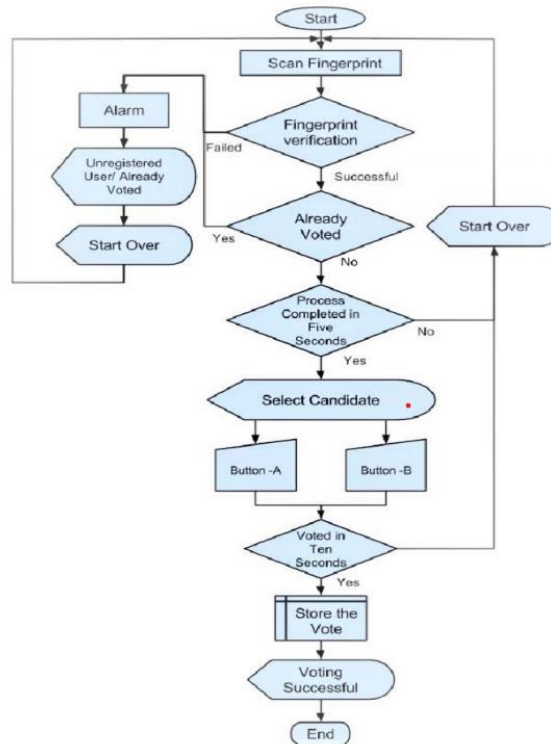 Start
Scan Fingerprint
Alarm
Fingerprint
verification
Failed
Unregistered
User/ Already
Voted
Successful
Already
Voted
Yes
Start Over
Start Over
No
Process
Completed in
Five
Seconds
No
Yes
Select Candidate
Button -A
Button -B
Voted in
Ten
Seconds
Yes
Store the
Vote
Voting
Successful
End